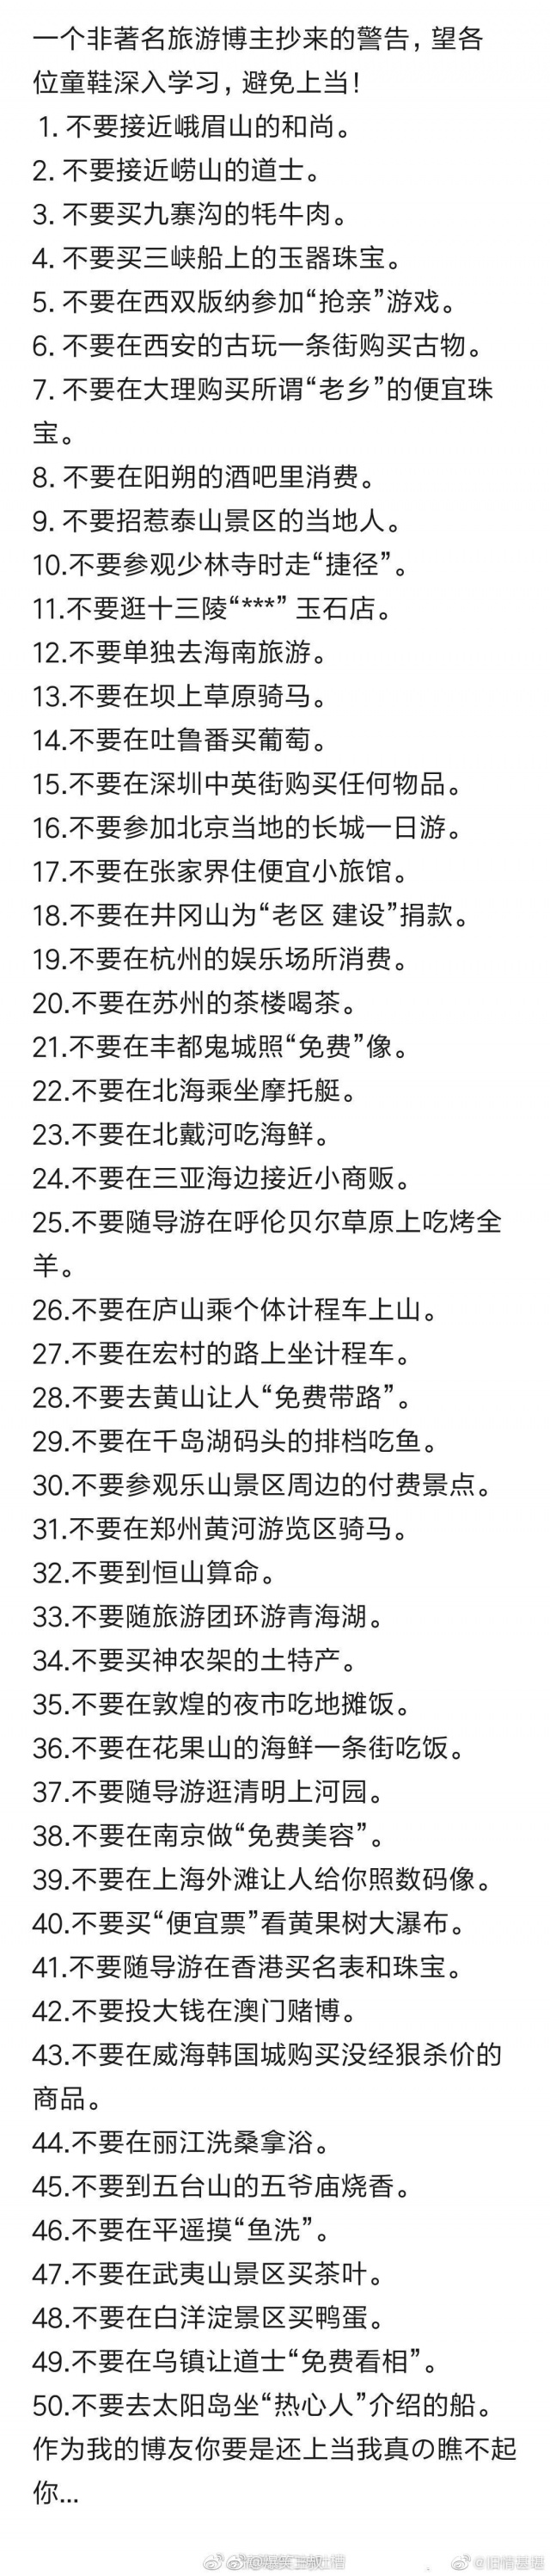 一个非著名旅游博主抄来的警告，望各
位童鞋深入学习，避免上当！
1. 不要接近峨眉山的和尚。
2. 不要接近崂山的道士。
3. 不要买九寨沟的牦牛肉。
4. 不要买三峡船上的玉器珠宝。
5. 不要在西双版纳参加“抢亲”游戏。
6. 不要在西安的古玩一条街购买古物。
7. 不要在大理购买所谓“老乡”的便宜珠
宝。
8. 不要在阳朔的酒吧里消费。
9. 不要招惹泰山景区的当地人。
10.不要参观少林寺时走“捷径”。
11.不要逛十三陵“***” 玉石店。
12.不要单独去海南旅游。
13.不要在坝上草原骑马。
14.不要在吐鲁番买葡萄。
15.不要在深圳中英街购买任何物品。
16.不要参加北京当地的长城一日游。
17.不要在张家界住便宜小旅馆。
18.不要在井冈山为“老区 建设”捐款。
19.不要在杭州的娱乐场所消费。
20.不要在苏州的茶楼喝茶。
21.不要在丰都鬼城照“免费”像。
22.不要在北海乘坐摩托艇。
23.不要在北戴河吃海鲜。
24.不要在三亚海边接近小商贩。
25.不要随导游在呼伦贝尔草原上吃烤全
羊。
26.不要在庐山乘个体计程车上山。
27.不要在宏村的路上坐计程车。
28.不要去黄山让人“免费带路”。
29.不要在千岛湖码头的排档吃鱼。
30.不要参观乐山景区周边的付费景点。
31.不要在郑州黄河游览区骑马。
32.不要到恒山算命。
33.不要随旅游团环游青海湖。
34.不要买神农架的土特产。
35.不要在敦煌的夜市吃地摊饭。
36.不要在花果山的海鲜一条街吃饭。
37.不要随导游逛清明上河园。
38.不要在南京做“免费美容”。
39.不要在上海外滩让人给你照数码像。
40.不要买“便宜票”看黄果树大瀑布。
41.不要随导游在香港买名表和珠宝。
42.不要投大钱在澳门赌博。
43.不要在威海韩国城购买没经狠杀价的
商品。
44.不要在丽江洗桑拿浴。
45.不要到五台山的五爷庙烧香。
46.不要在平遥摸“鱼洗”。
47.不要在武夷山景区买茶叶。
48.不要在白洋淀景区买鸭蛋。
49.不要在乌镇让道士“免费看相”。
50.不要去太阳岛坐“热心人”介绍的船。
作为我的博友你要是还上当我真の瞧不起
你...